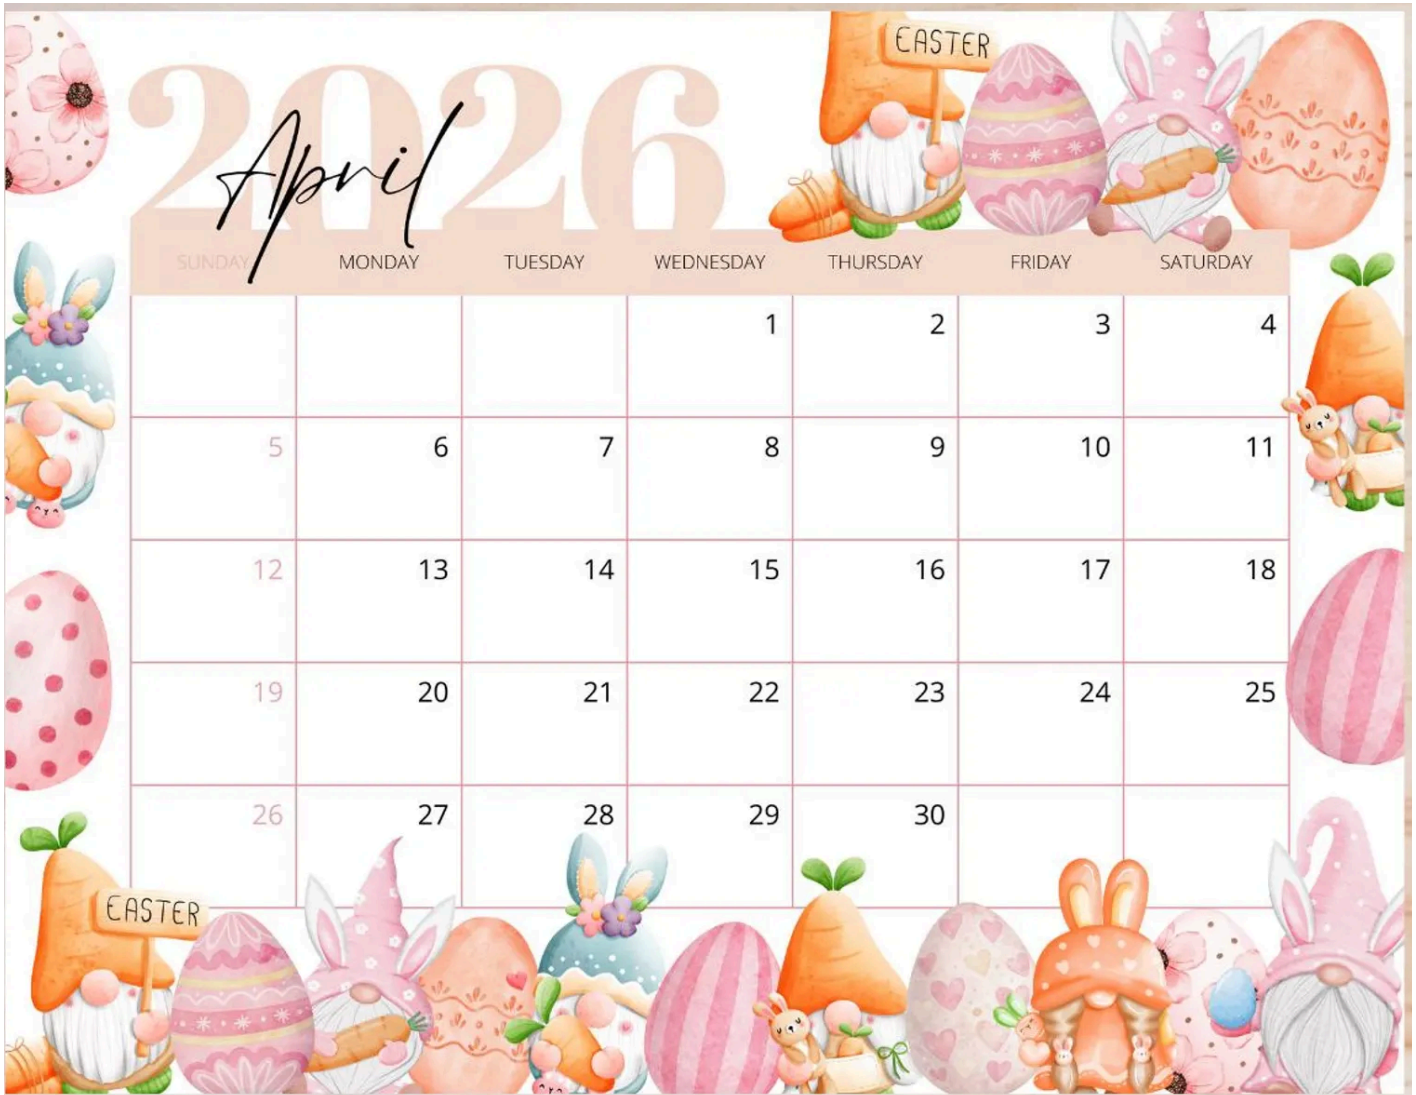 EASTER
2026
April
SUNDAY MONDAY TUESDAY WEDNESDAY THURSDAY FRIDAY SATURDAY
1 2 3 4
5 6 7 8 9 10 11
12 13 14 15 16 17 18
19 20 21 22 23 24 25
26 27 28 29 30
EASTER